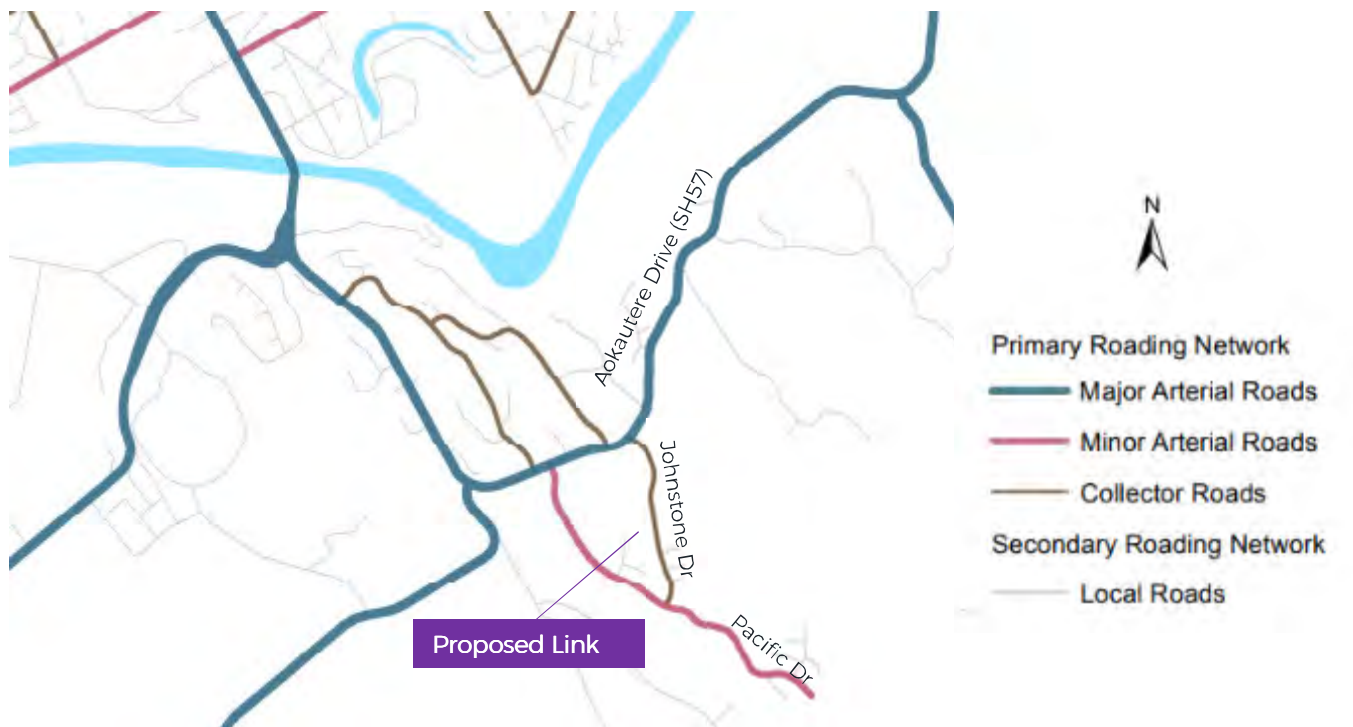 Aokautere Drive (SH57)
Johnstone Dr
Pacific Dr
Proposed Link
N
Primary Roading Network
Major Arterial Roads
Minor Arterial Roads
Collector Roads
Secondary Roading Network
Local Roads